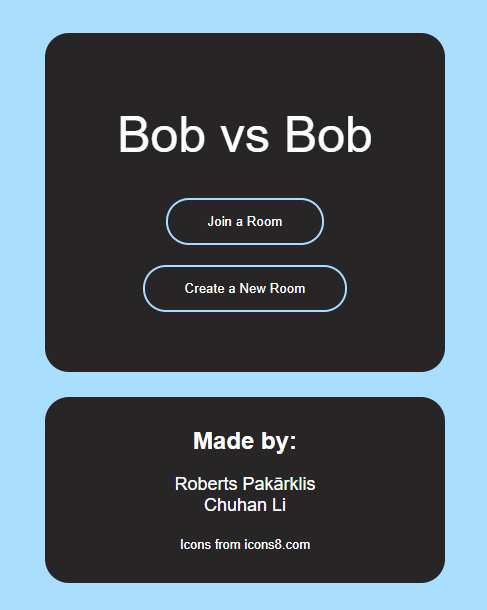 Bob vs Bob
Join a Room
Create a New Room
Made by:
Roberts Pakārklis
Chuhan Li
Icons from icons8.com